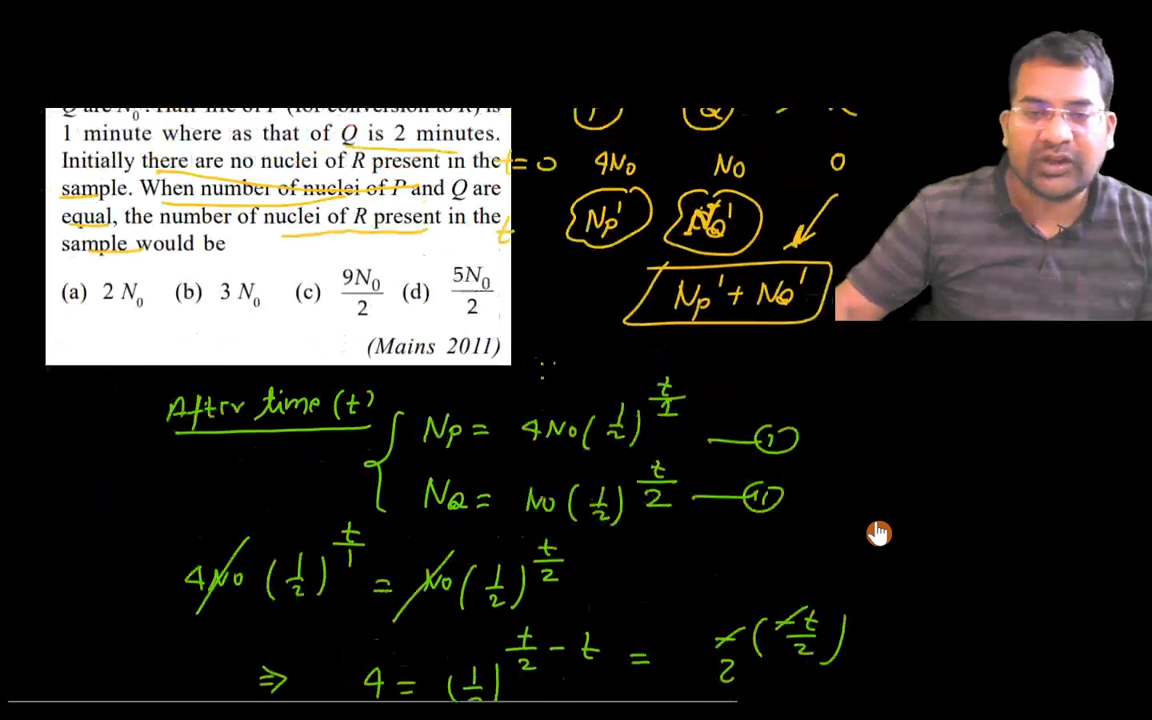 1 minute where as that of Q is 2 minutes.
Initially there are no nuclei of R present in the
sample. When number of nuclei of P and Q are
equal, the number of nuclei of R present in the
sample would be
(a) 2 N₀ (b) 3 N₀ (c) 9N₀/2 (d) 5N₀/2
(Mains 2011)
t = 0 4N₀ N₀ 0
t Np' NQ'
Np' + NQ'
After time (t)
Np = 4N₀(1/2)^(t/1) — (i)
NQ = N₀(1/2)^(t/2) — (ii)
4N₀(1/2)^(t/1) = N₀(1/2)^(t/2)
⇒ 4 = (1/2)^(t/2 - t) = 2(-t/2)